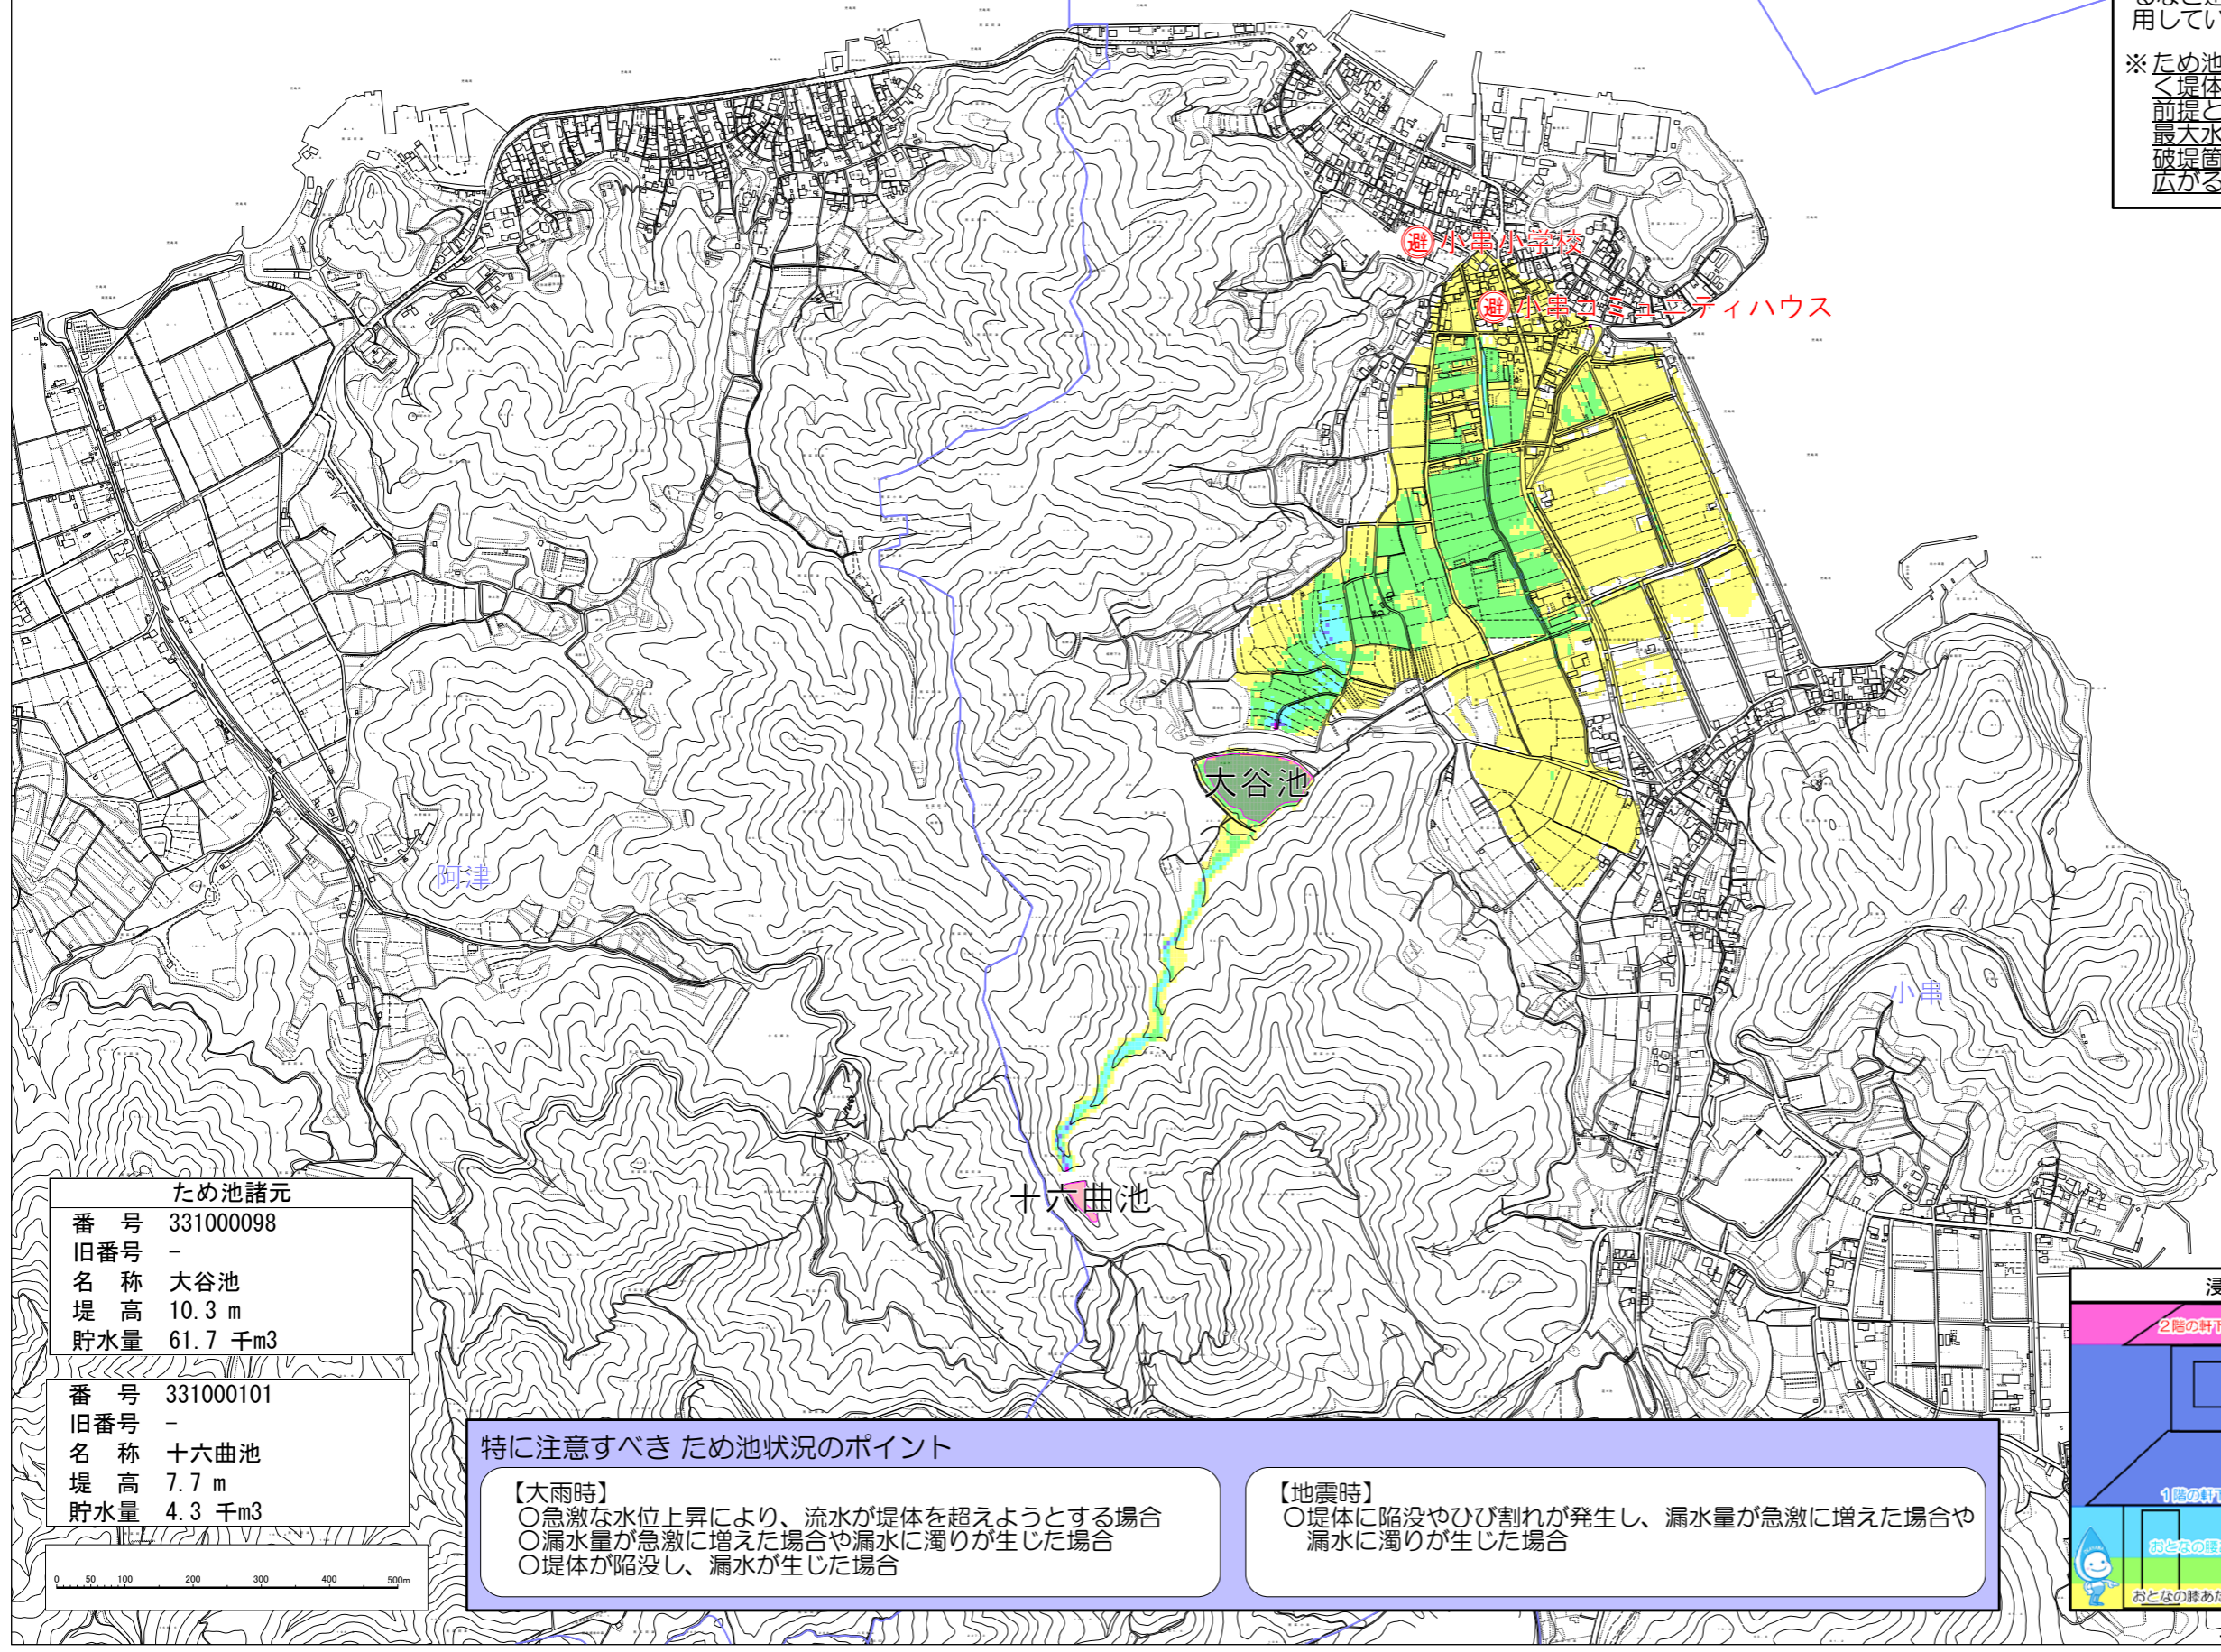 用してい
※ため池
く堤体
前提と
最大水
破堤箇
広がる
避 小串小学校
避 小串コミュニティハウス
大谷池
阿津
小串
十六曲池
ため池諸元
番 号 331000098
旧番号 -
名 称 大谷池
堤 高 10.3 m
貯水量 61.7 千m3
番 号 331000101
旧番号 -
名 称 十六曲池
堤 高 7.7 m
貯水量 4.3 千m3
0 50 100 200 300 400 500m
特に注意すべき ため池状況のポイント
【大雨時】
○急激な水位上昇により、流水が堤体を超えようとする場合
○漏水量が急激に増えた場合や漏水に濁りが生じた場合
○堤体が陥没し、漏水が生じた場合
【地震時】
○堤体に陥没やひび割れが発生し、漏水量が急激に増えた場合や
漏水に濁りが生じた場合
浸
2階の軒下
1階の軒下
おとなの腰
おとなの膝あた